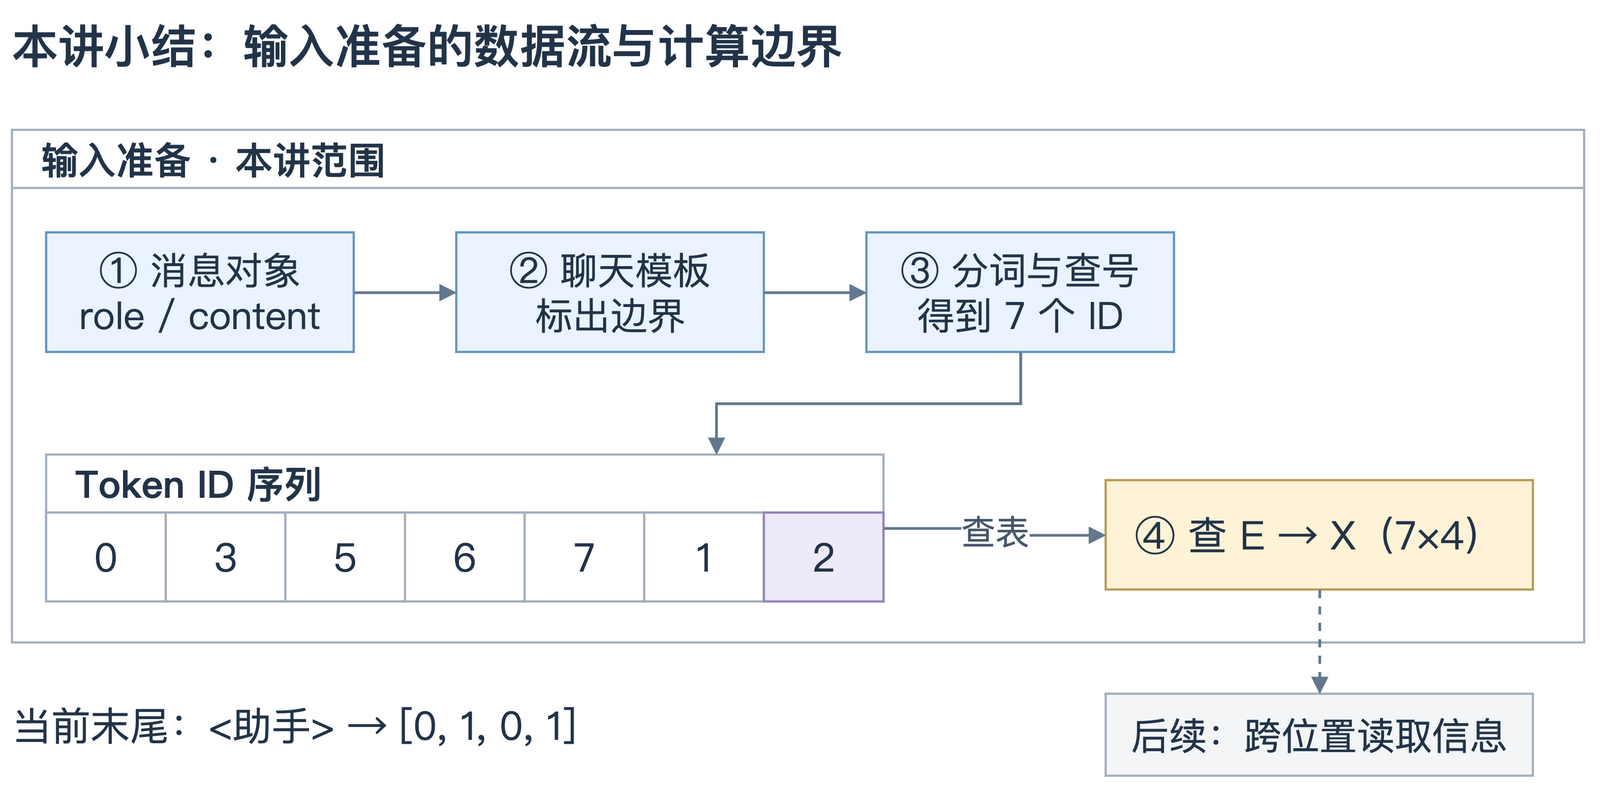 本讲小结：输入准备的数据流与计算边界
输入准备 · 本讲范围
① 消息对象
role / content
② 聊天模板
标出边界
③ 分词与查号
得到 7 个 ID
Token ID 序列
0 3 5 6 7 1 2
查表
④ 查 E → X（7×4）
当前末尾：<助手> → [0, 1, 0, 1]
后续：跨位置读取信息